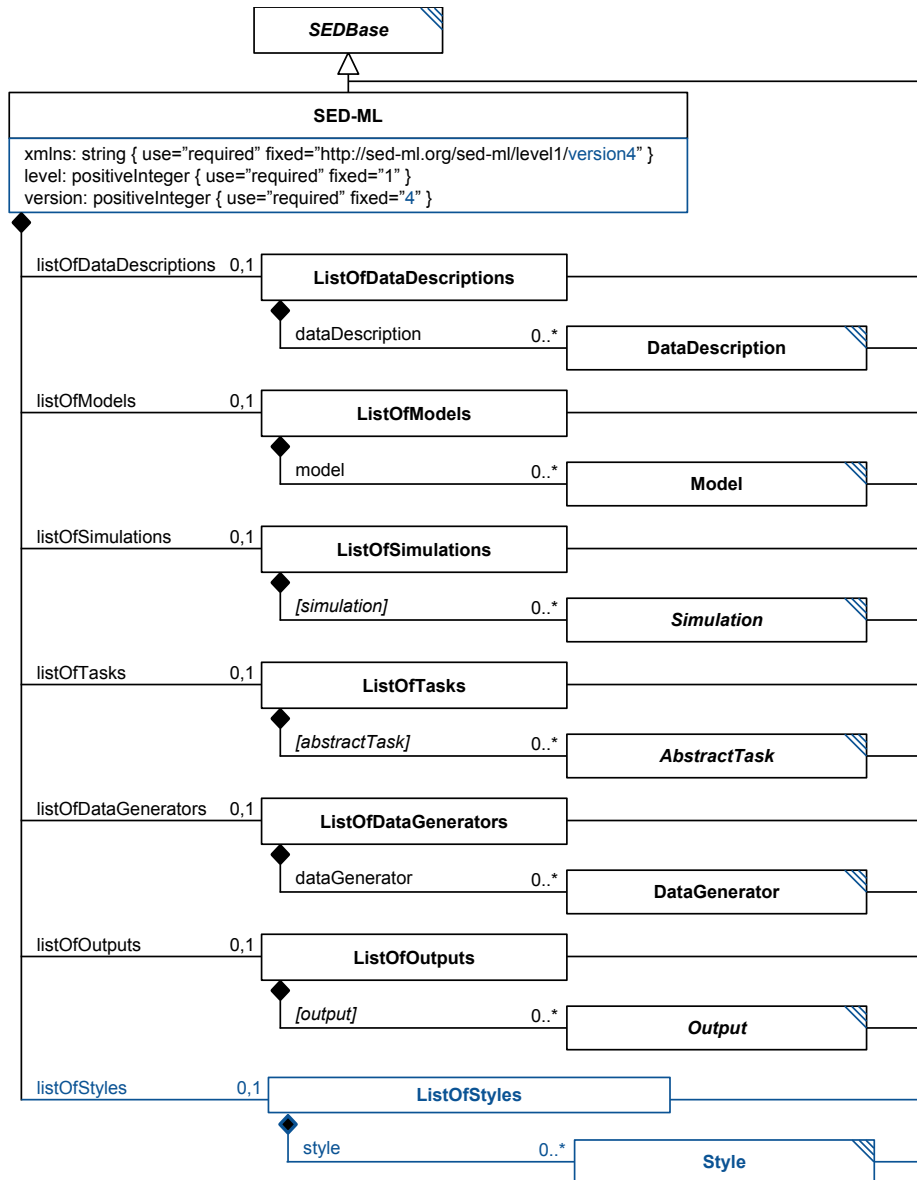 SEDBase
SED-ML
xmlns: string { use=”required” fixed=”http://sed-ml.org/sed-ml/level1/version4” }
level: positiveInteger { use=”required” fixed=”1” }
version: positiveInteger { use=”required” fixed=”4” }
listOfDataDescriptions 0,1 ListOfDataDescriptions
dataDescription 0..* DataDescription
listOfModels 0,1 ListOfModels
model 0..* Model
listOfSimulations 0,1 ListOfSimulations
[simulation] 0..* Simulation
listOfTasks 0,1 ListOfTasks
[abstractTask] 0..* AbstractTask
listOfDataGenerators 0,1 ListOfDataGenerators
dataGenerator 0..* DataGenerator
listOfOutputs 0,1 ListOfOutputs
[output] 0..* Output
listOfStyles 0,1 ListOfStyles
style 0..* Style